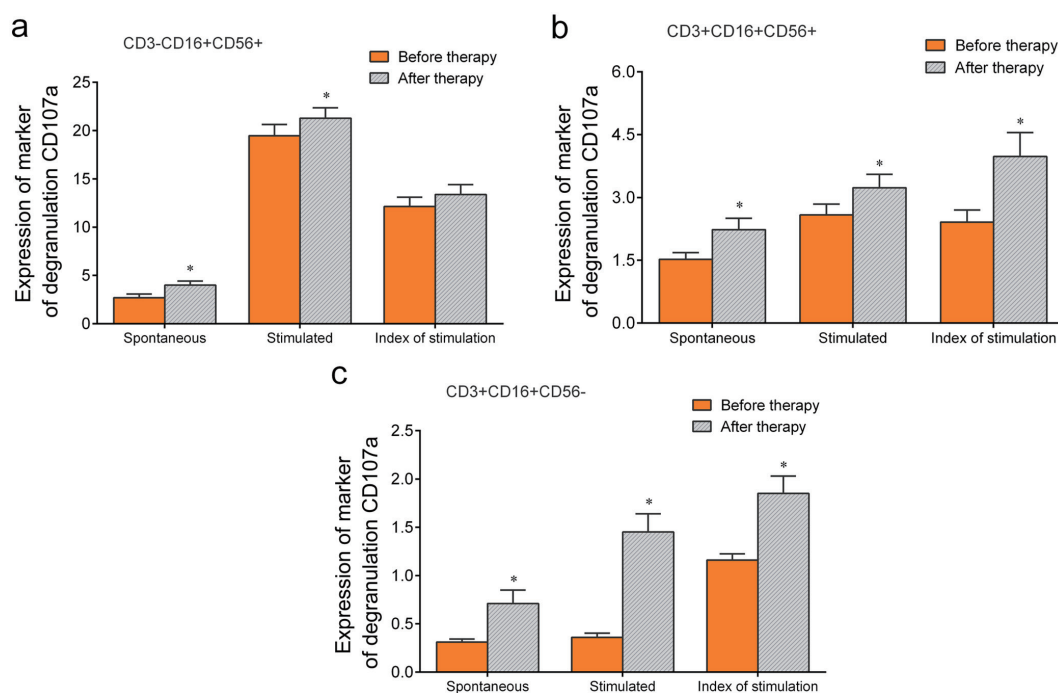 a
CD3-CD16+CD56+
Before therapy
After therapy
Expression of marker
of degranulation CD107a
25
20
15
10
5
0
*
*
Spontaneous
Stimulated
Index of stimulation
b
CD3+CD16+CD56+
Before therapy
After therapy
Expression of marker
of degranulation CD107a
6.0
4.5
3.0
1.5
0.0
*
*
*
Spontaneous
Stimulated
Index of stimulation
c
CD3+CD16+CD56-
Before therapy
After therapy
Expression of marker
of degranulation CD107a
2.5
2.0
1.5
1.0
0.5
0.0
*
*
*
Spontaneous
Stimulated
Index of stimulation